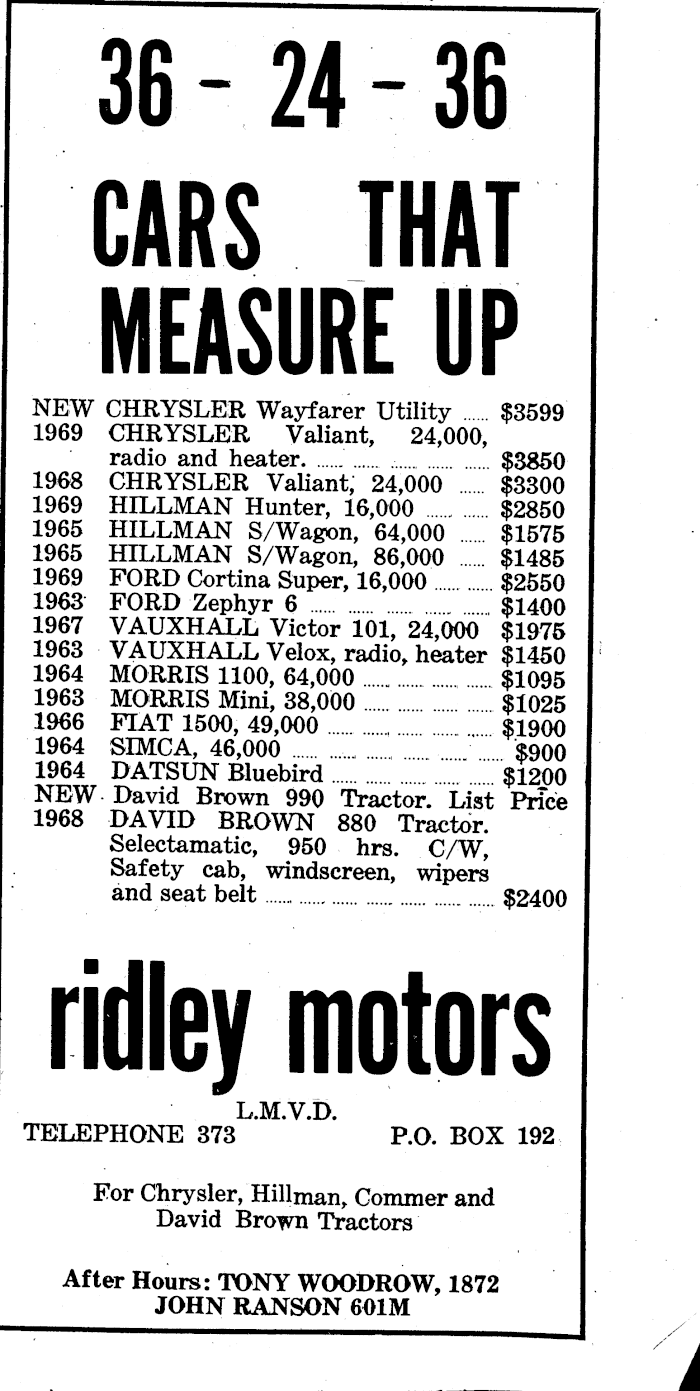 36 - 24 - 36
CARS THAT
MEASURE UP
NEW CHRYSLER Wayfarer Utility ...... $3599
1969 CHRYSLER Valiant, 24,000,
radio and heater. ...... ...... ...... ...... ...... $3850
1968 CHRYSLER Valiant, 24,000 ...... $3300
1969 HILLMAN Hunter, 16,000 ...... ...... $2850
1965 HILLMAN S/Wagon, 64,000 ...... $1575
1965 HILLMAN S/Wagon, 86,000 ...... $1485
1969 FORD Cortina Super, 16,000 ...... ...... $2550
1963 FORD Zephyr 6 ...... ...... ...... ...... ...... $1400
1967 VAUXHALL Victor 101, 24,000 $1975
1963 VAUXHALL Velox, radio, heater $1450
1964 MORRIS 1100, 64,000 ...... ...... ...... ...... $1095
1963 MORRIS Mini, 38,000 ...... ...... ...... ...... $1025
1966 FIAT 1500, 49,000 ...... ...... ...... ...... ...... $1900
1964 SIMCA, 46,000 ...... ...... ...... ...... ...... ...... $900
1964 DATSUN Bluebird ...... ...... ...... ...... ...... $1200
NEW David Brown 990 Tractor. List Price
1968 DAVID BROWN 880 Tractor.
Selectamatic, 950 hrs. C/W,
Safety cab, windscreen, wipers
and seat belt ...... ...... ...... ...... ...... ...... ...... $2400
ridley motors
L.M.V.D.
TELEPHONE 373 P.O. BOX 192
For Chrysler, Hillman, Commer and
David Brown Tractors
After Hours: TONY WOODROW, 1872
JOHN RANSON 601M